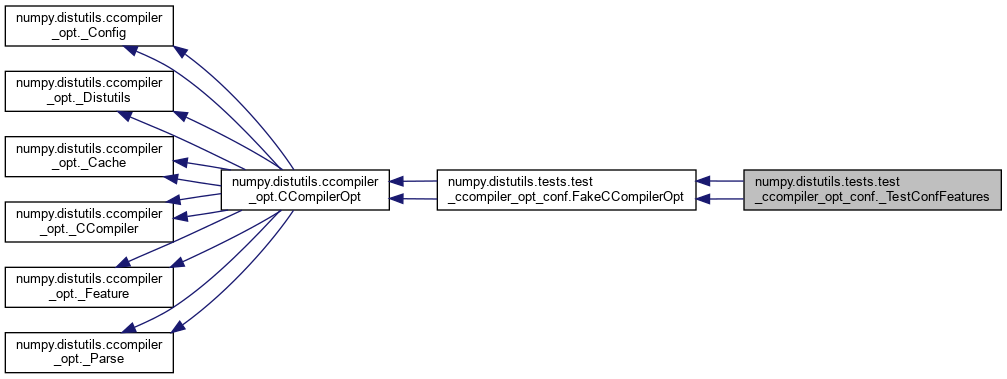 numpy.distutils.ccompiler
_opt._Config
numpy.distutils.ccompiler
_opt._Distutils
numpy.distutils.ccompiler
_opt._Cache
numpy.distutils.ccompiler
_opt._CCompiler
numpy.distutils.ccompiler
_opt._Feature
numpy.distutils.ccompiler
_opt._Parse
numpy.distutils.ccompiler
_opt.CCompilerOpt
numpy.distutils.tests.test
_ccompiler_opt_conf.FakeCCompilerOpt
numpy.distutils.tests.test
_ccompiler_opt_conf._TestConfFeatures